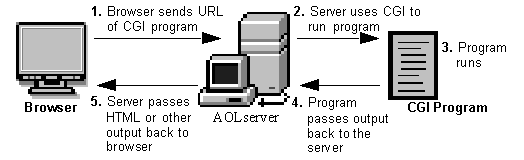 1. Browser sends URL
of CGI program
2. Server uses CGI to
run program
3. Program
runs
Browser
AOLserver
CGI Program
5. Server passes
HTML or other
output back to
browser
4. Program
passes output
back to the
server